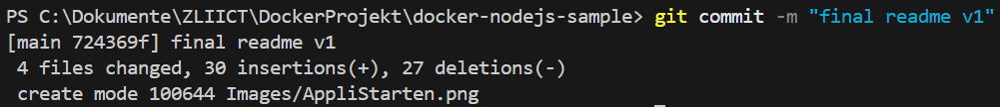 PS C:\Dokumente\ZLIICT\DockerProjekt\docker-nodejs-sample> git commit -m "final readme v1"
[main 724369f] final readme v1
 4 files changed, 30 insertions(+), 27 deletions(-)
 create mode 100644 Images/AppliStarten.png